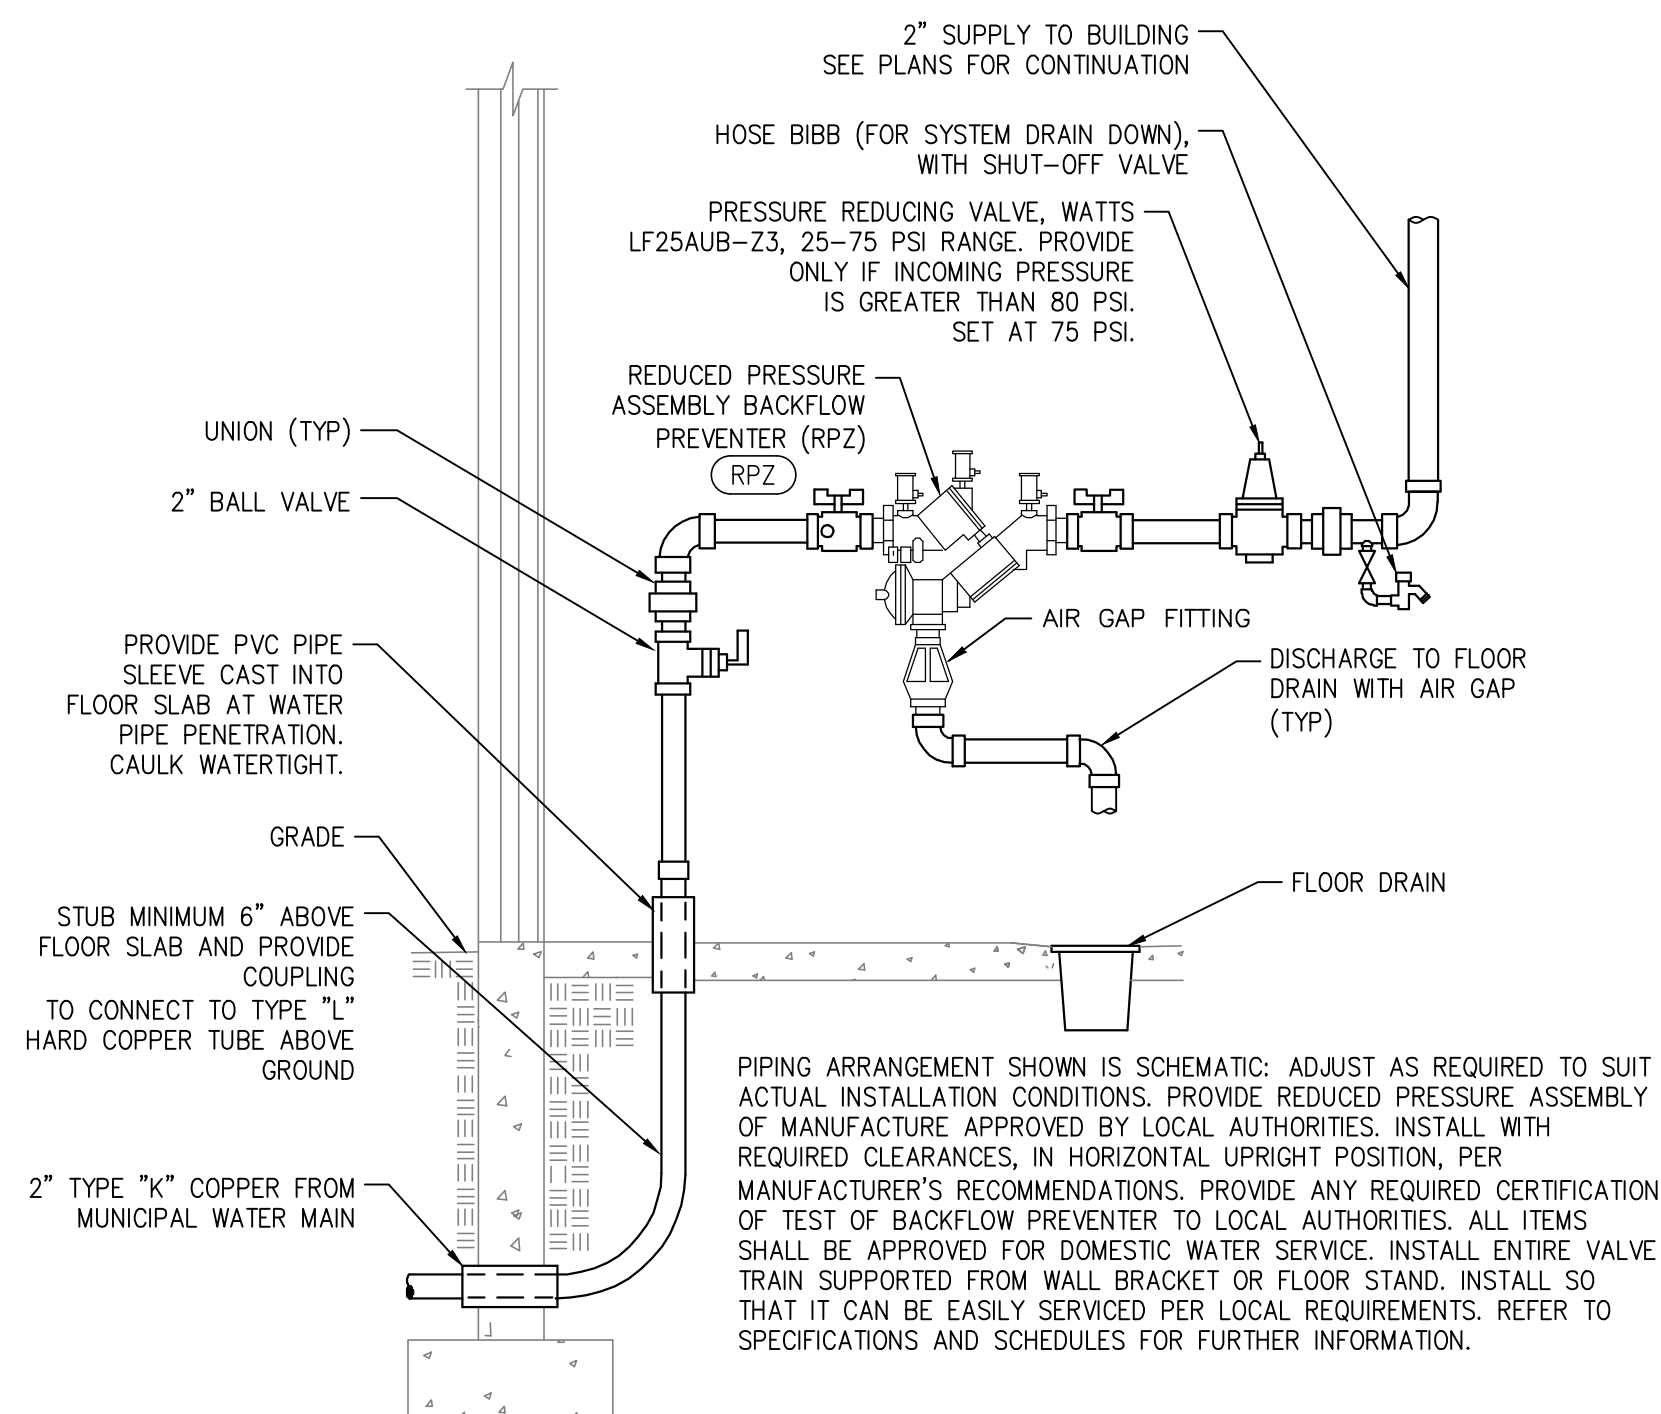 2” SUPPLY TO BUILDING
SEE PLANS FOR CONTINUATION
HOSE BIBB (FOR SYSTEM DRAIN DOWN),
WITH SHUT-OFF VALVE
PRESSURE REDUCING VALVE, WATTS
LF25AUB-Z3, 25-75 PSI RANGE. PROVIDE
ONLY IF INCOMING PRESSURE
IS GREATER THAN 80 PSI.
SET AT 75 PSI.
REDUCED PRESSURE
ASSEMBLY BACKFLOW
PREVENTER (RPZ)
RPZ
UNION (TYP)
2” BALL VALVE
AIR GAP FITTING
DISCHARGE TO FLOOR
DRAIN WITH AIR GAP
(TYP)
PROVIDE PVC PIPE
SLEEVE CAST INTO
FLOOR SLAB AT WATER
PIPE PENETRATION.
CAULK WATERTIGHT.
GRADE
FLOOR DRAIN
STUB MINIMUM 6” ABOVE
FLOOR SLAB AND PROVIDE
COUPLING
TO CONNECT TO TYPE ”L”
HARD COPPER TUBE ABOVE
GROUND
2” TYPE ”K” COPPER FROM
MUNICIPAL WATER MAIN
PIPING ARRANGEMENT SHOWN IS SCHEMATIC: ADJUST AS REQUIRED TO SUIT
ACTUAL INSTALLATION CONDITIONS. PROVIDE REDUCED PRESSURE ASSEMBLY
OF MANUFACTURE APPROVED BY LOCAL AUTHORITIES. INSTALL WITH
REQUIRED CLEARANCES, IN HORIZONTAL UPRIGHT POSITION, PER
MANUFACTURER'S RECOMMENDATIONS. PROVIDE ANY REQUIRED CERTIFICATION
OF TEST OF BACKFLOW PREVENTER TO LOCAL AUTHORITIES. ALL ITEMS
SHALL BE APPROVED FOR DOMESTIC WATER SERVICE. INSTALL ENTIRE VALVE
TRAIN SUPPORTED FROM WALL BRACKET OR FLOOR STAND. INSTALL SO
THAT IT CAN BE EASILY SERVICED PER LOCAL REQUIREMENTS. REFER TO
SPECIFICATIONS AND SCHEDULES FOR FURTHER INFORMATION.